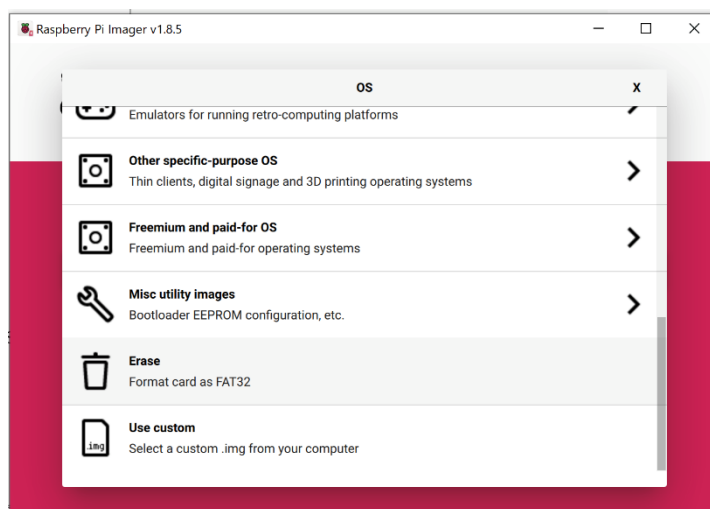 Raspberry Pi Imager v1.8.5
OS
X
Emulators for running retro-computing platforms
Other specific-purpose OS
Thin clients, digital signage and 3D printing operating systems
Freemium and paid-for OS
Freemium and paid-for operating systems
Misc utility images
Bootloader EEPROM configuration, etc.
Erase
Format card as FAT32
Use custom
.img
Select a custom .img from your computer